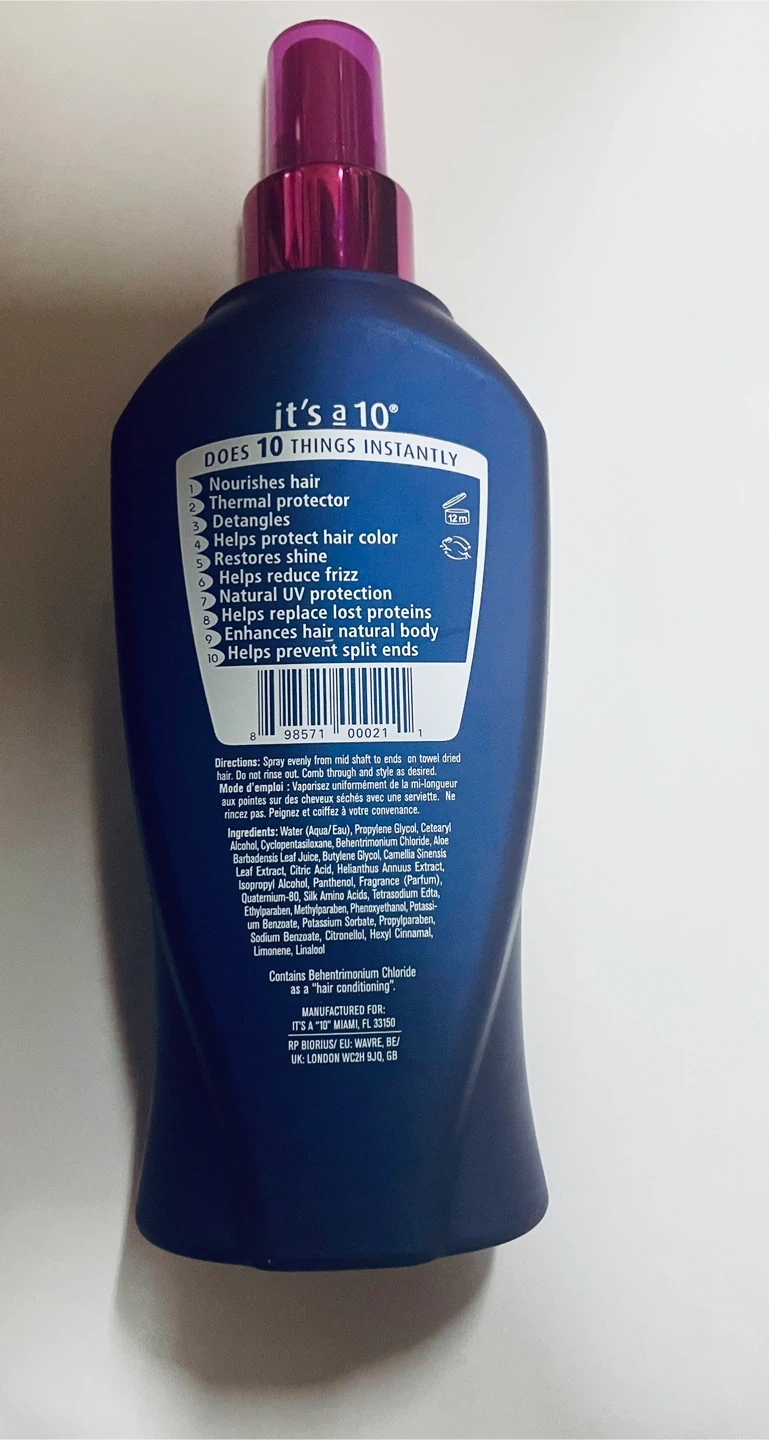 it's a 10®
DOES 10 THINGS INSTANTLY
1 Nourishes hair
2 Thermal protector
3 Detangles
4 Helps protect hair color
5 Restores shine
6 Helps reduce frizz
7 Natural UV protection
8 Helps replace lost proteins
9 Enhances hair natural body
10 Helps prevent split ends
12 m
8 98571 00021 1
Directions: Spray evenly from mid shaft to ends on towel dried
hair. Do not rinse out. Comb through and style as desired.
Mode d'emploi : Vaporisez uniformément de la mi-longueur
aux pointes sur des cheveux séchés avec une serviette. Ne
rincez pas. Peignez et coiffez à votre convenance.
Ingredients: Water (Aqua/Eau), Propylene Glycol, Cetearyl
Alcohol, Cyclopentasiloxane, Behentrimonium Chloride, Aloe
Barbadensis Leaf Juice, Butylene Glycol, Camellia Sinensis
Leaf Extract, Citric Acid, Helianthus Annuus Extract,
Isopropyl Alcohol, Panthenol, Fragrance (Parfum),
Quaternium-80, Silk Amino Acids, Tetrasodium Edta,
Ethylparaben, Methylparaben, Phenoxyethanol, Potassi-
um Benzoate, Potassium Sorbate, Propylparaben,
Sodium Benzoate, Citronellol, Hexyl Cinnamal,
Limonene, Linalool
Contains Behentrimonium Chloride
as a "hair conditioning".
MANUFACTURED FOR:
IT'S A "10" MIAMI, FL 33150
RP BIORIUS/ EU: WAVRE, BE/
UK: LONDON WC2H 9JQ, GB